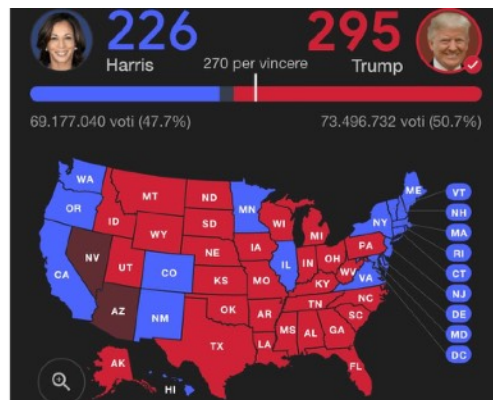 226 295
Harris 270 per vincere Trump
69.177.040 voti (47.7%) 73.496.732 voti (50.7%)
WA
ME
VT
MT
ND
MN
OR
NH
ID
WI
NY
SD
MI
MA
WY
IA
PA
RI
NE
NV
OH
IL
IN
CT
UT
CO
WV
VA
CA
KS
MO
KY
NJ
NC
TN
DE
OK
AZ
AR
SC
NM
MD
MS
AL
GA
DC
TX
LA
AK
FL
HI